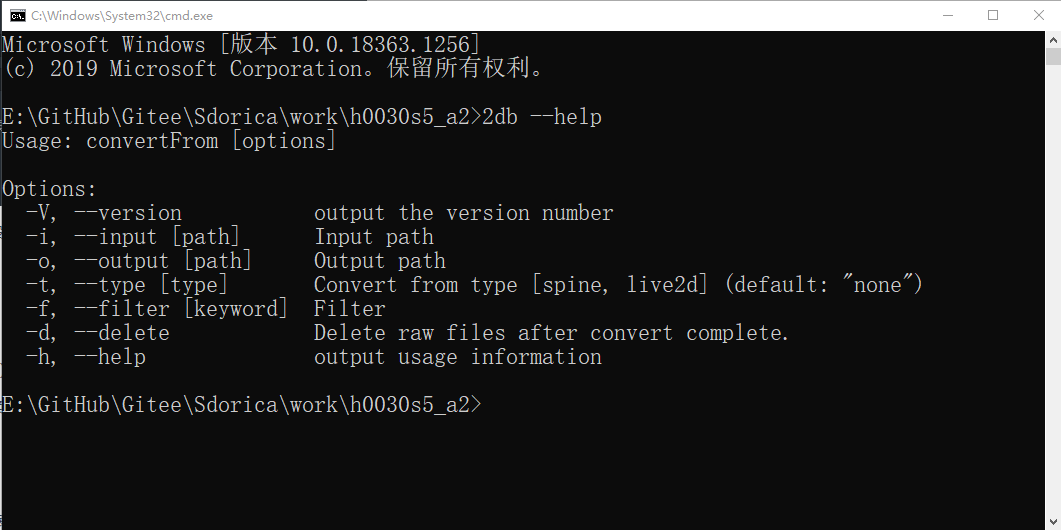 C:\Windows\System32\cmd.exe
Microsoft Windows [版本 10.0.18363.1256]
(c) 2019 Microsoft Corporation。保留所有权利。
E:\GitHub\Gitee\Sdorica\work\h0030s5_a2>2db --help
Usage: convertFrom [options]
Options:
-V, --version output the version number
-i, --input [path] Input path
-o, --output [path] Output path
-t, --type [type] Convert from type [spine, live2d] (default: "none")
-f, --filter [keyword] Filter
-d, --delete Delete raw files after convert complete.
-h, --help output usage information
E:\GitHub\Gitee\Sdorica\work\h0030s5_a2>